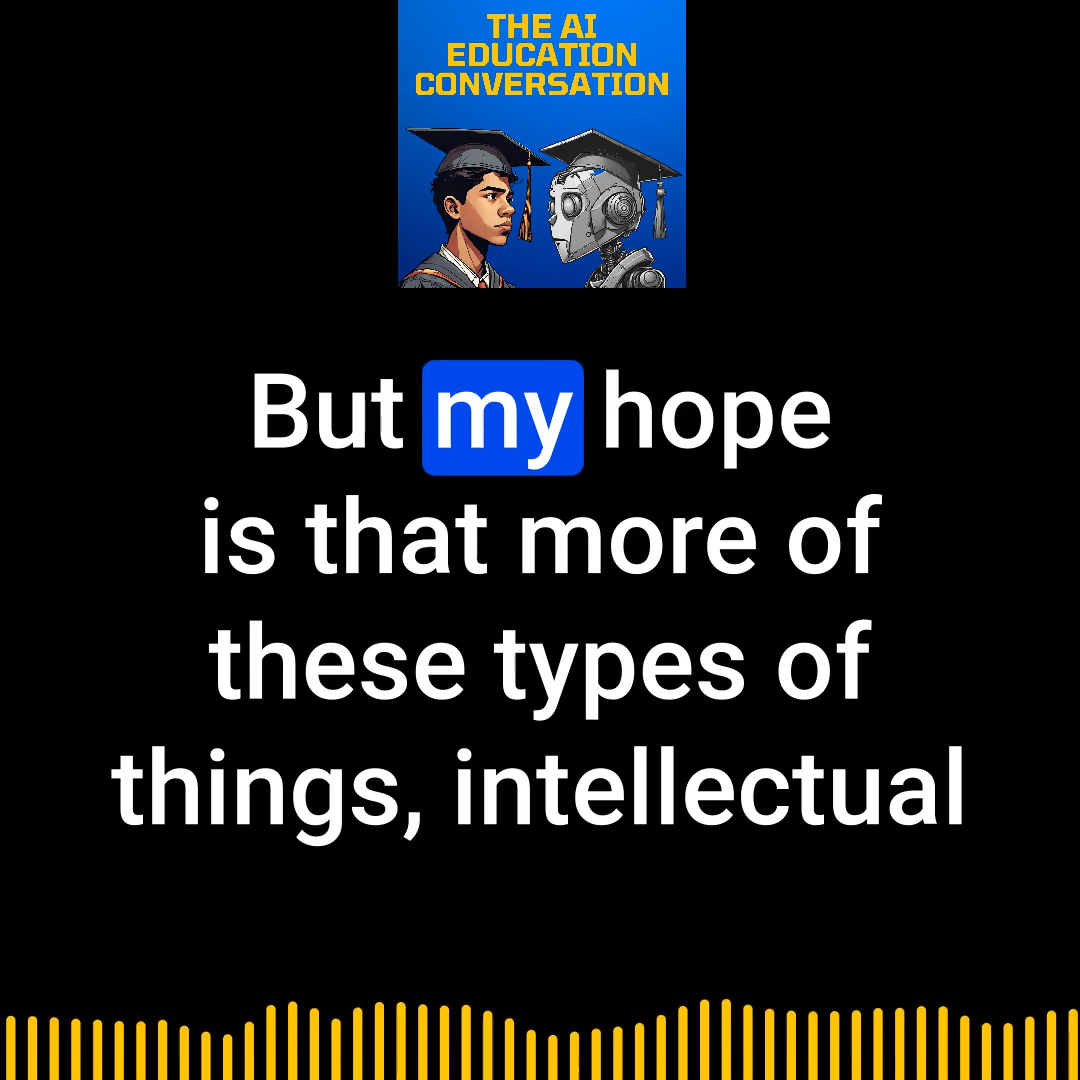 THE AI
EDUCATION
CONVERSATION
But my hope
is that more of
these types of
things, intellectual